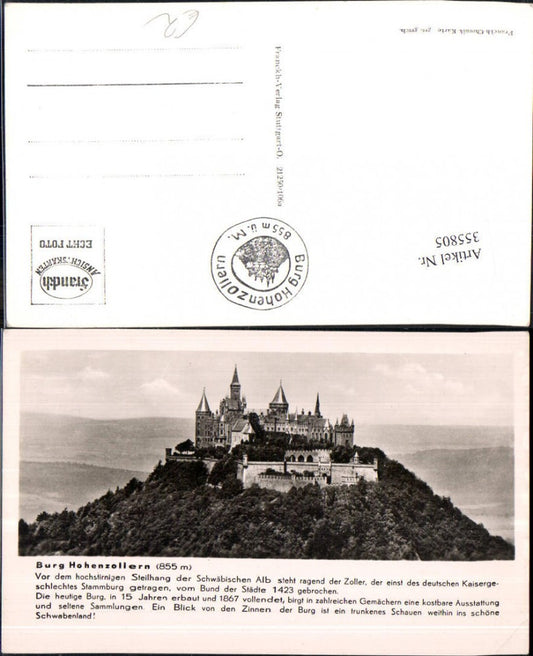 €2
Franckh Chronik Karte ges. gesch.
Franckh-Verlag Stuttgart-O. 21250/106a
855 m ü. M.
Burg Hohenzollern
Artikel Nr.
355805
Franckh
ANSICHTSKARTEN
ECHT FOTO
Burg Hohenzollern (855 m)
Vor dem hochstirnigen Steilhang der Schwäbischen Alb steht ragend der Zoller, der einst des deutschen Kaiserge-
schlechtes Stammburg getragen, vom Bund der Städte 1423 gebrochen.
Die heutige Burg, in 15 Jahren erbaut und 1867 vollendet, birgt in zahlreichen Gemächern eine kostbare Ausstattung
und seltene Sammlungen. Ein Blick von den Zinnen der Burg ist ein trunkenes Schauen weithin ins schöne
Schwabenland!